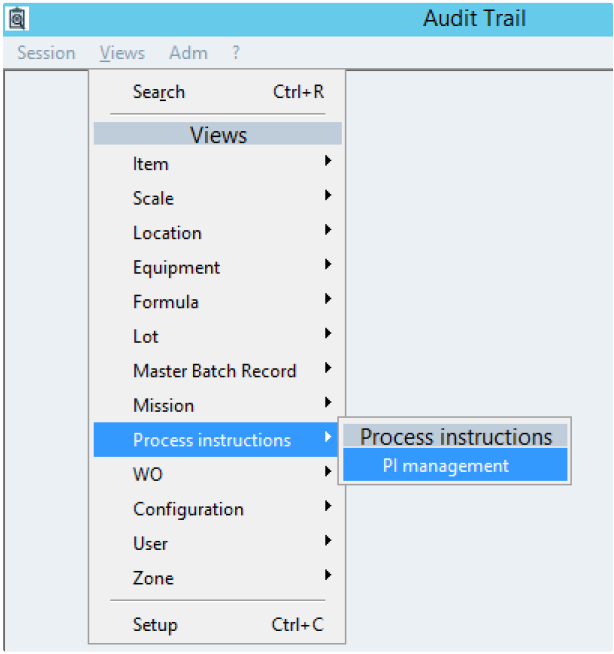 Audit Trail
Session Views Adm ?
Search Ctrl+R
Views
Item
Scale
Location
Equipment
Formula
Lot
Master Batch Record
Mission
Process instructions
Process instructions
PI management
WO
Configuration
User
Zone
Setup Ctrl+C